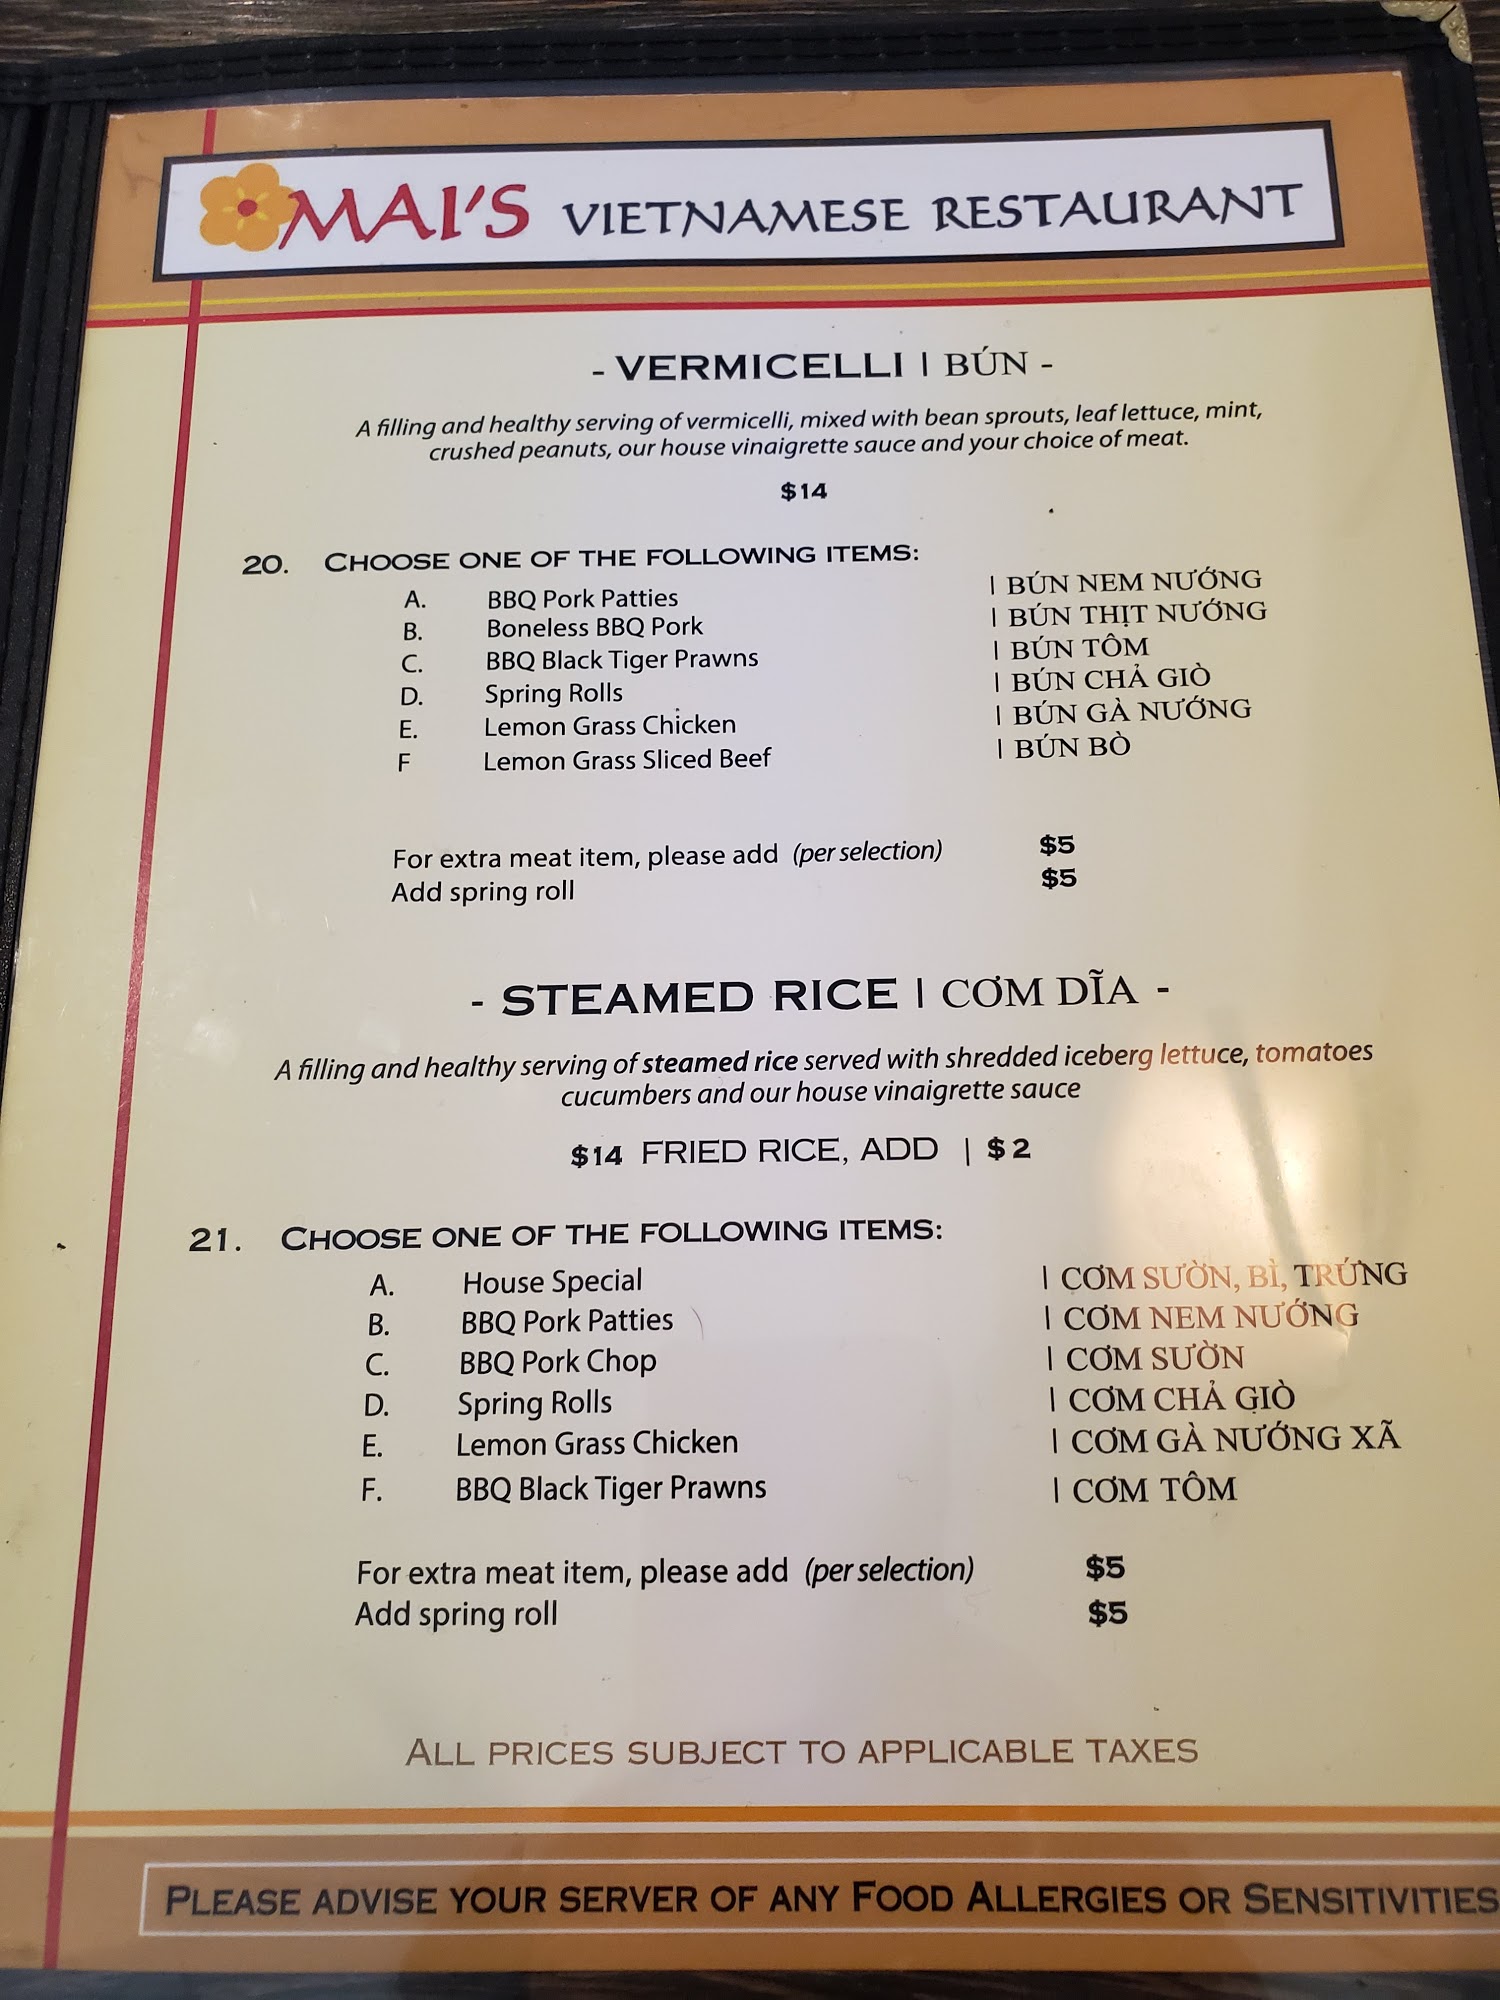 MAI'S VIETNAMESE RESTAURANT
- VERMICELLI | BÚN -
A filling and healthy serving of vermicelli, mixed with bean sprouts, leaf lettuce, mint,
crushed peanuts, our house vinaigrette sauce and your choice of meat.
$14
20. CHOOSE ONE OF THE FOLLOWING ITEMS:
A. BBQ Pork Patties | BÚN NEM NƯỚNG
B. Boneless BBQ Pork | BÚN THỊT NƯỚNG
C. BBQ Black Tiger Prawns | BÚN TÔM
D. Spring Rolls | BÚN CHẢ GIÒ
E. Lemon Grass Chicken | BÚN GÀ NƯỚNG
F Lemon Grass Sliced Beef | BÚN BÒ
For extra meat item, please add (per selection) $5
Add spring roll $5
- STEAMED RICE | CƠM DĨA -
A filling and healthy serving of steamed rice served with shredded iceberg lettuce, tomatoes
cucumbers and our house vinaigrette sauce
$14 FRIED RICE, ADD | $2
21. CHOOSE ONE OF THE FOLLOWING ITEMS:
A. House Special | CƠM SƯỜN, BÌ, TRỨNG
B. BBQ Pork Patties | CƠM NEM NƯỚNG
C. BBQ Pork Chop | CƠM SƯỜN
D. Spring Rolls | CƠM CHẢ GIÒ
E. Lemon Grass Chicken | CƠM GÀ NƯỚNG XÃ
F. BBQ Black Tiger Prawns | CƠM TÔM
For extra meat item, please add (per selection) $5
Add spring roll $5
ALL PRICES SUBJECT TO APPLICABLE TAXES
PLEASE ADVISE YOUR SERVER OF ANY FOOD ALLERGIES OR SENSITIVITIES